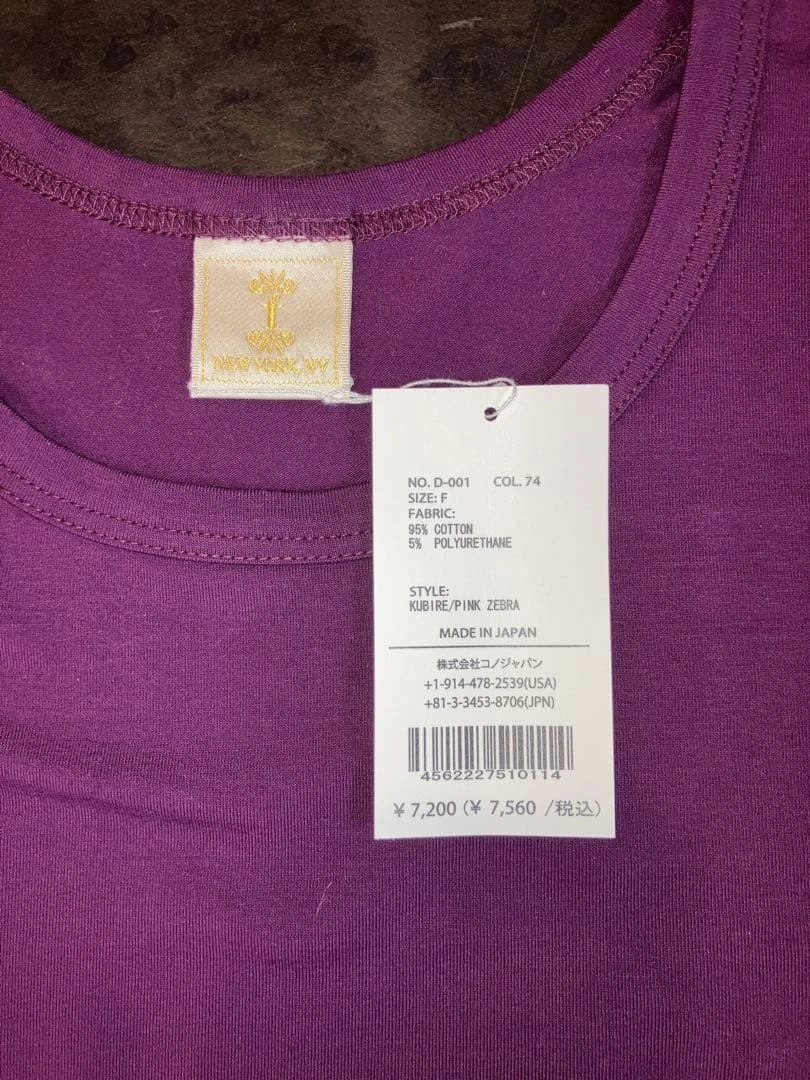 NEW YORK, NY
NO. D-001 COL. 74
SIZE: F
FABRIC:
95% COTTON
5% POLYURETHANE
STYLE:
KUBIRE/PINK ZEBRA
MADE IN JAPAN
株式会社コノジャパン
+1-914-478-2539(USA)
+81-3-3453-8706(JPN)
4562227510114
¥ 7,200 (¥ 7,560 /税込)